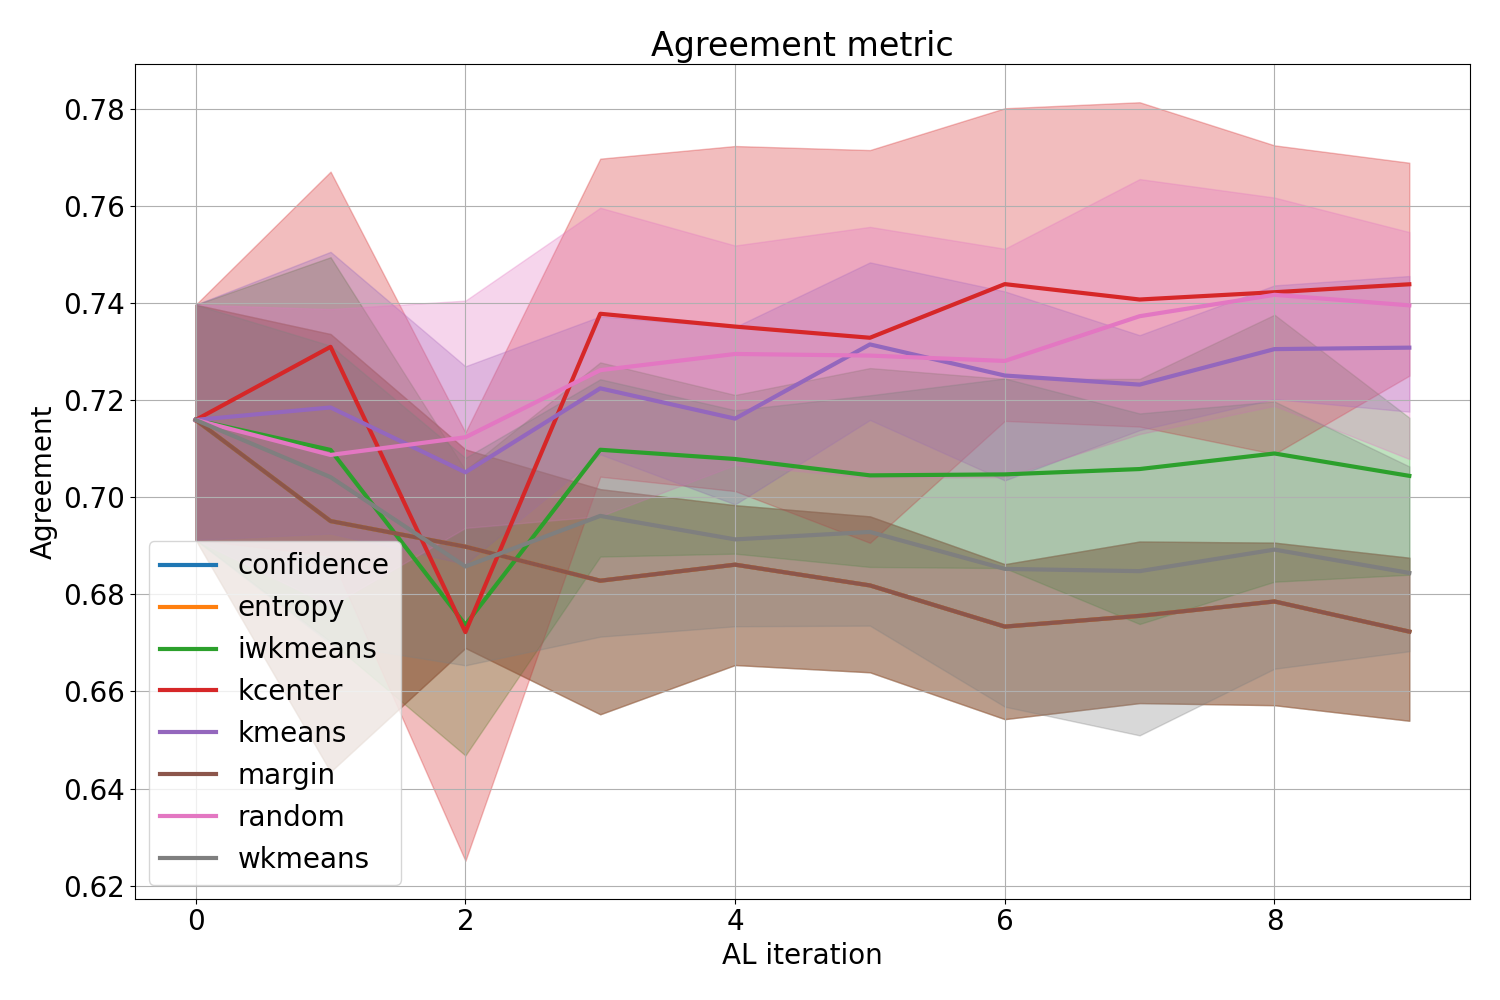 Agreement metric
0.78
0.76
0.74
0.72
0.70
0.68
0.66
0.64
0.62
Agreement
confidence
entropy
iwkmeans
kcenter
kmeans
margin
random
wkmeans
0 2 4 6 8
AL iteration